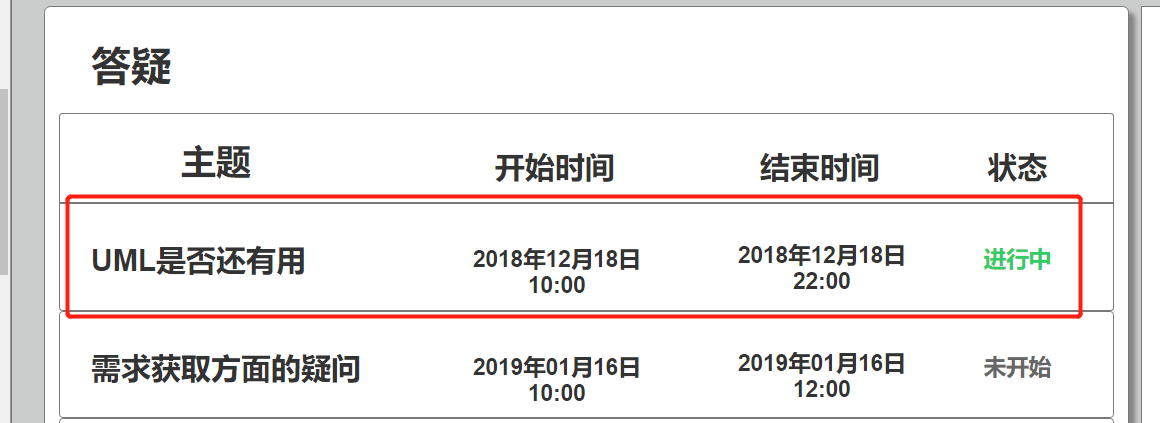 答疑
主题 开始时间 结束时间 状态
UML是否还有用 2018年12月18日 10:00 2018年12月18日 22:00 进行中
需求获取方面的疑问 2019年01月16日 10:00 2019年01月16日 12:00 未开始